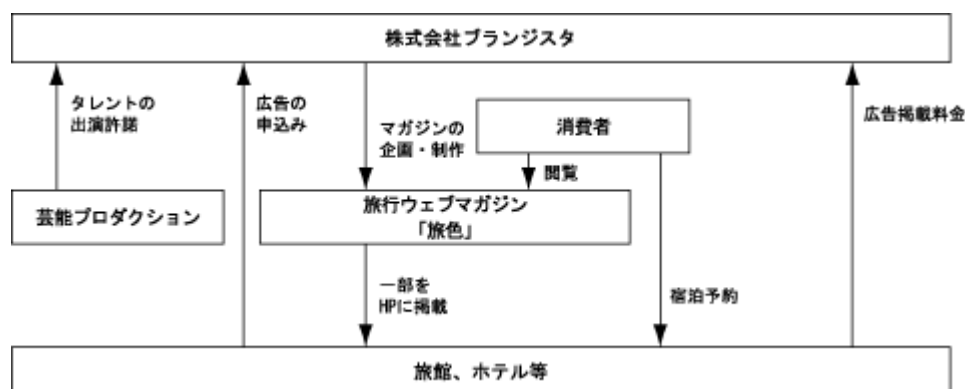 株式会社ブランジスタ
タレントの
出演許諾
広告の
申込み
マガジンの
企画・制作
消費者
広告掲載料金
閲覧
芸能プロダクション
旅行ウェブマガジン
「旅色」
一部を
HPに掲載
宿泊予約
旅館、ホテル等